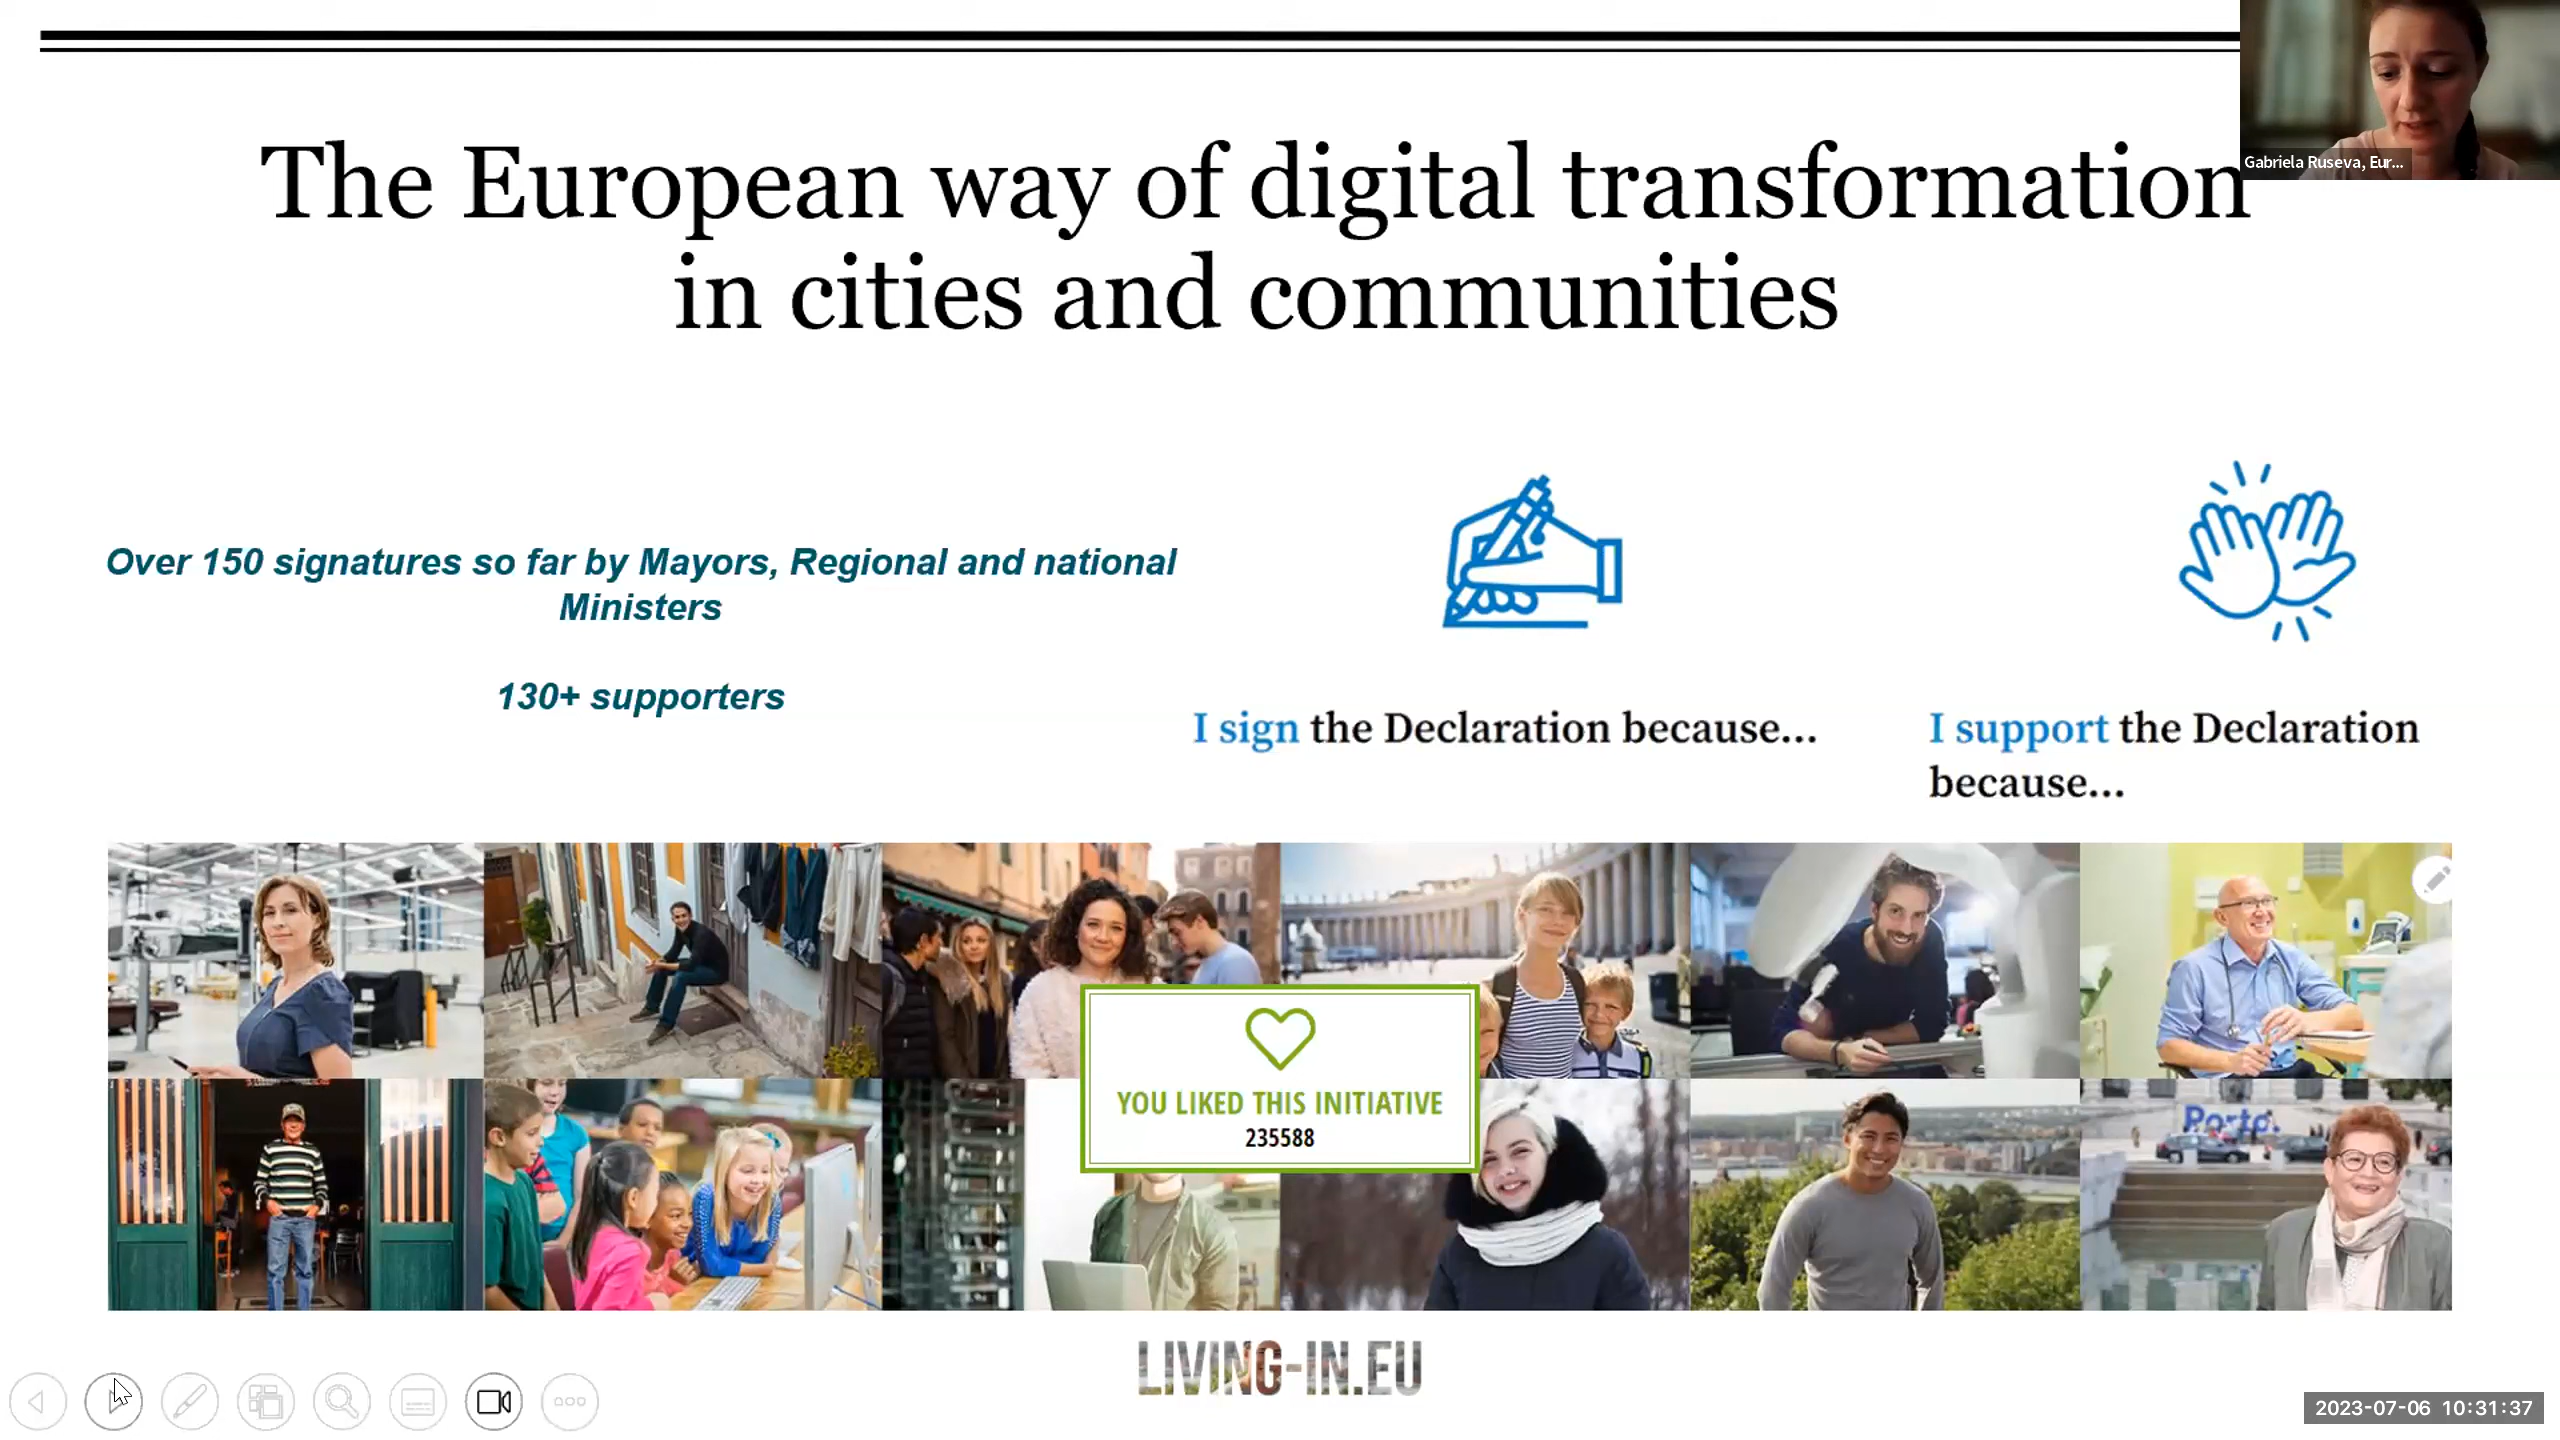 Gabriela Ruseva, Eur...
The European way of digital transformation
in cities and communities
Over 150 signatures so far by Mayors, Regional and national
Ministers
130+ supporters
I sign the Declaration because...
I support the Declaration
because...
YOU LIKED THIS INITIATIVE
235588
Porto.
LIVING-IN.EU
2023-07-06 10:31:37